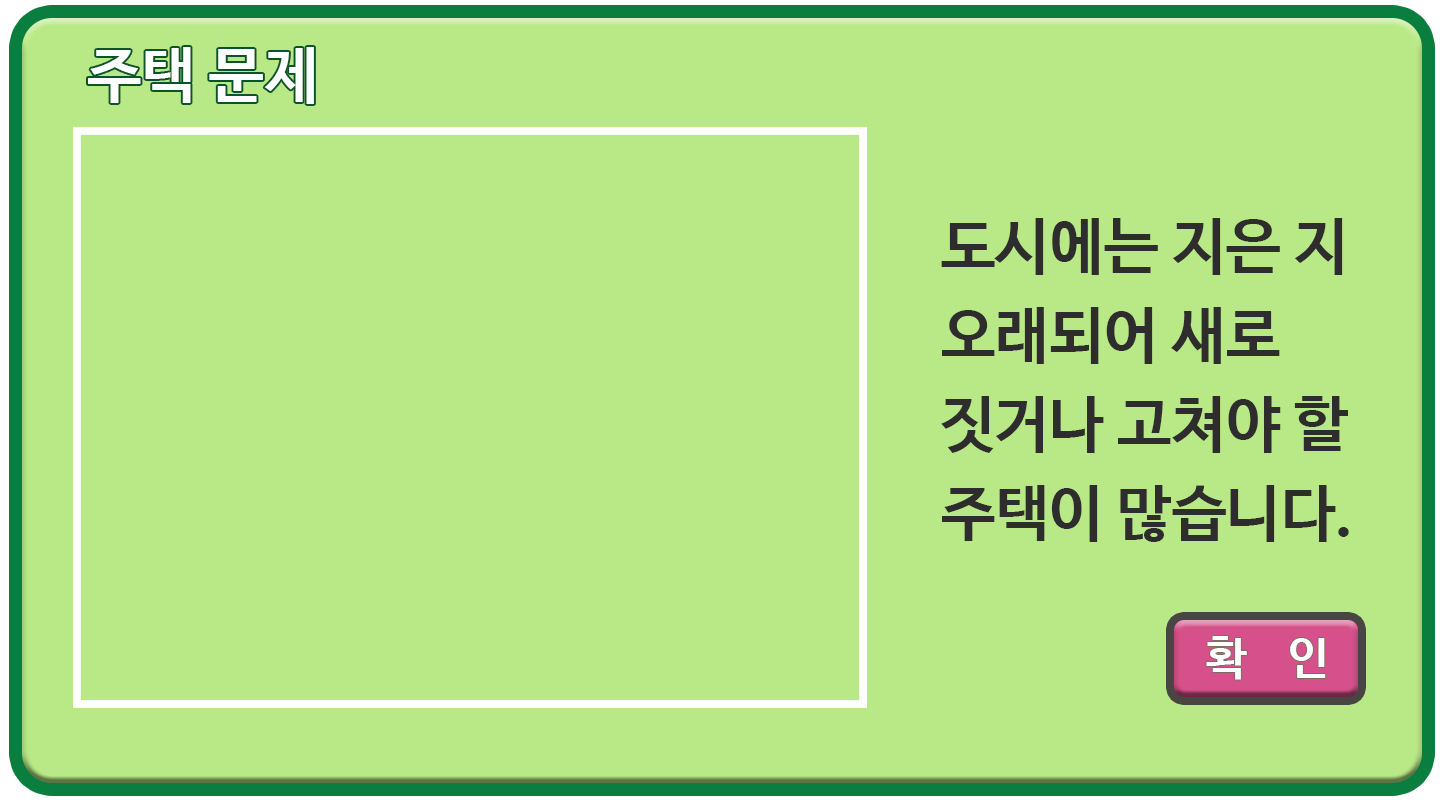 주택 문제
도시에는 지은 지
오래되어 새로
짓거나 고쳐야 할
주택이 많습니다.
확 인